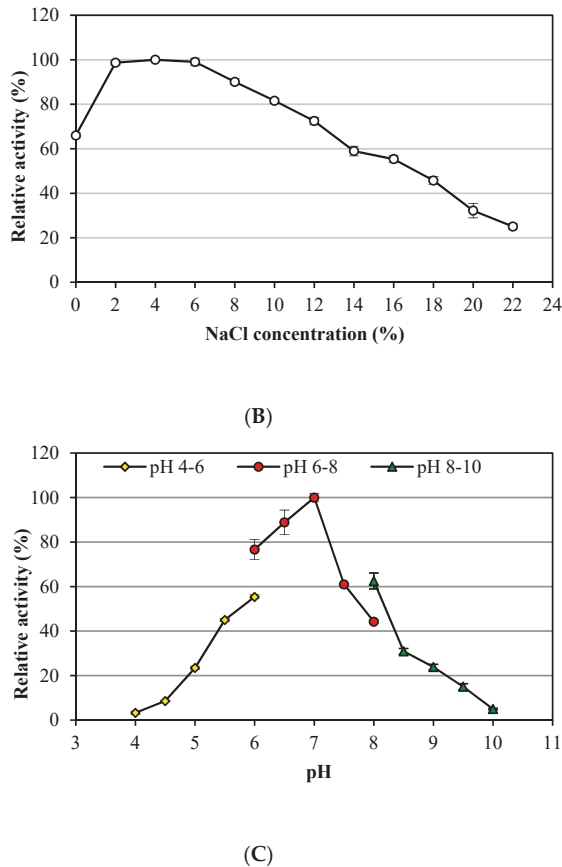 120
100
80
60
40
20
0
Relative activity (%)
0 2 4 6 8 10 12 14 16 18 20 22 24
NaCl concentration (%)
(B)
pH 4-6 pH 6-8 pH 8-10
120
100
80
60
40
20
0
Relative activity (%)
3 4 5 6 7 8 9 10 11
pH
(C)